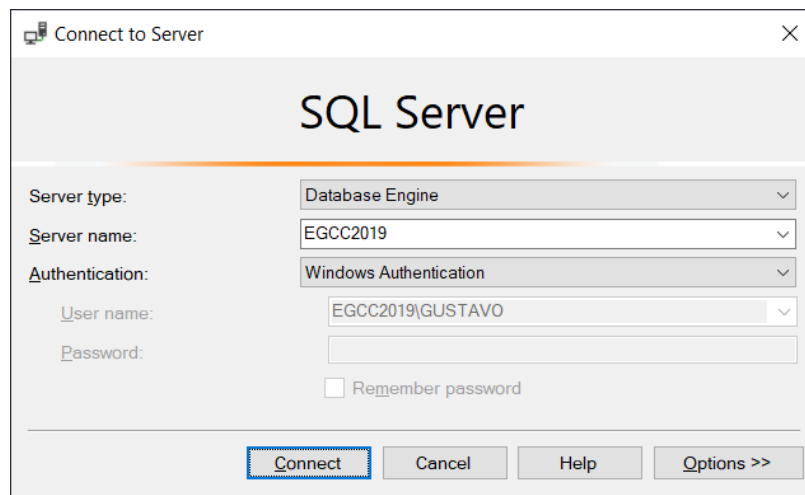 Connect to Server
SQL Server
Server type:
Database Engine
Server name:
EGCC2019
Authentication:
Windows Authentication
User name:
EGCC2019\GUSTAVO
Password:
Remember password
Connect
Cancel
Help
Options >>